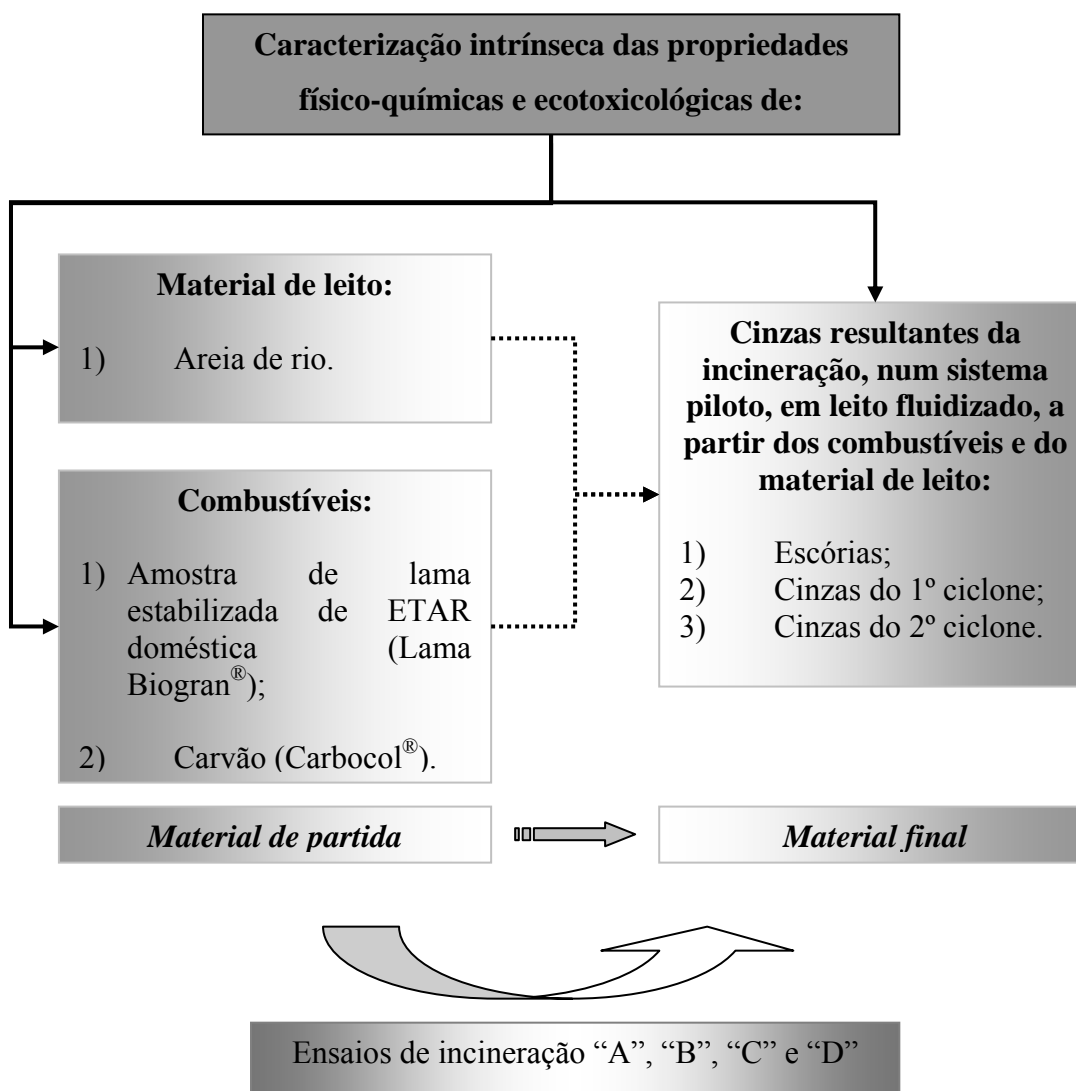 Caracterização intrínseca das propriedades
físico-químicas e ecotoxicológicas de:
Material de leito:
1) Areia de rio.
Combustíveis:
1) Amostra de lama
estabilizada de ETAR
doméstica (Lama
Biogran®);
2) Carvão (Carbocol®).
Cinzas resultantes da
incineração, num sistema
piloto, em leito fluidizado, a
partir dos combustíveis e do
material de leito:
1) Escórias;
2) Cinzas do 1º ciclone;
3) Cinzas do 2º ciclone.
Material de partida
Material final
Ensaios de incineração “A”, “B”, “C” e “D”